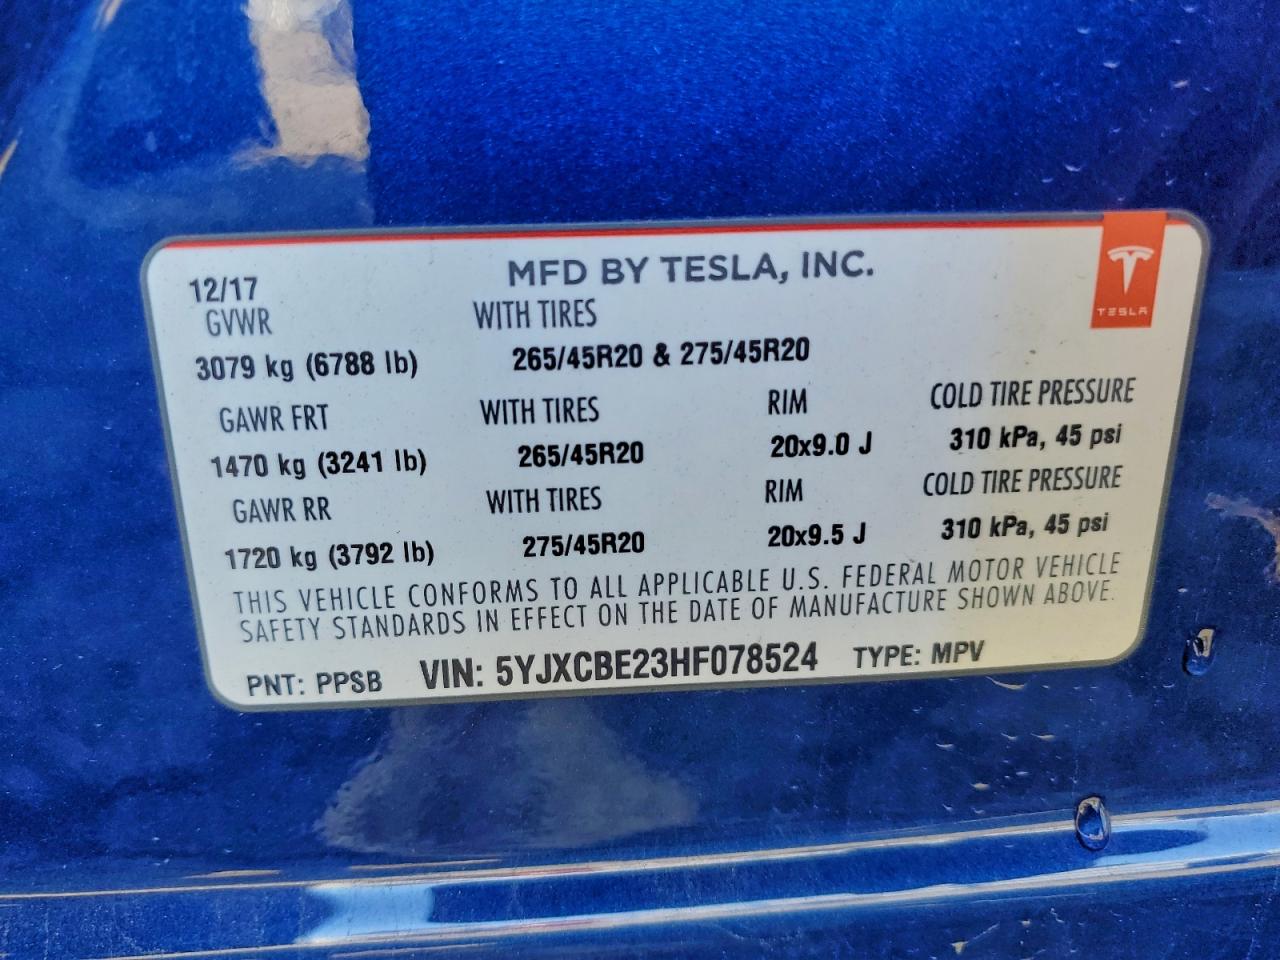 MFD BY TESLA, INC.
TESLA
12/17
GVWR WITH TIRES
3079 kg (6788 lb) 265/45R20 & 275/45R20
GAWR FRT WITH TIRES RIM COLD TIRE PRESSURE
1470 kg (3241 lb) 265/45R20 20x9.0 J 310 kPa, 45 psi
GAWR RR WITH TIRES RIM COLD TIRE PRESSURE
1720 kg (3792 lb) 275/45R20 20x9.5 J 310 kPa, 45 psi
THIS VEHICLE CONFORMS TO ALL APPLICABLE U.S. FEDERAL MOTOR VEHICLE
SAFETY STANDARDS IN EFFECT ON THE DATE OF MANUFACTURE SHOWN ABOVE.
PNT: PPSB VIN: 5YJXCBE23HF078524 TYPE: MPV